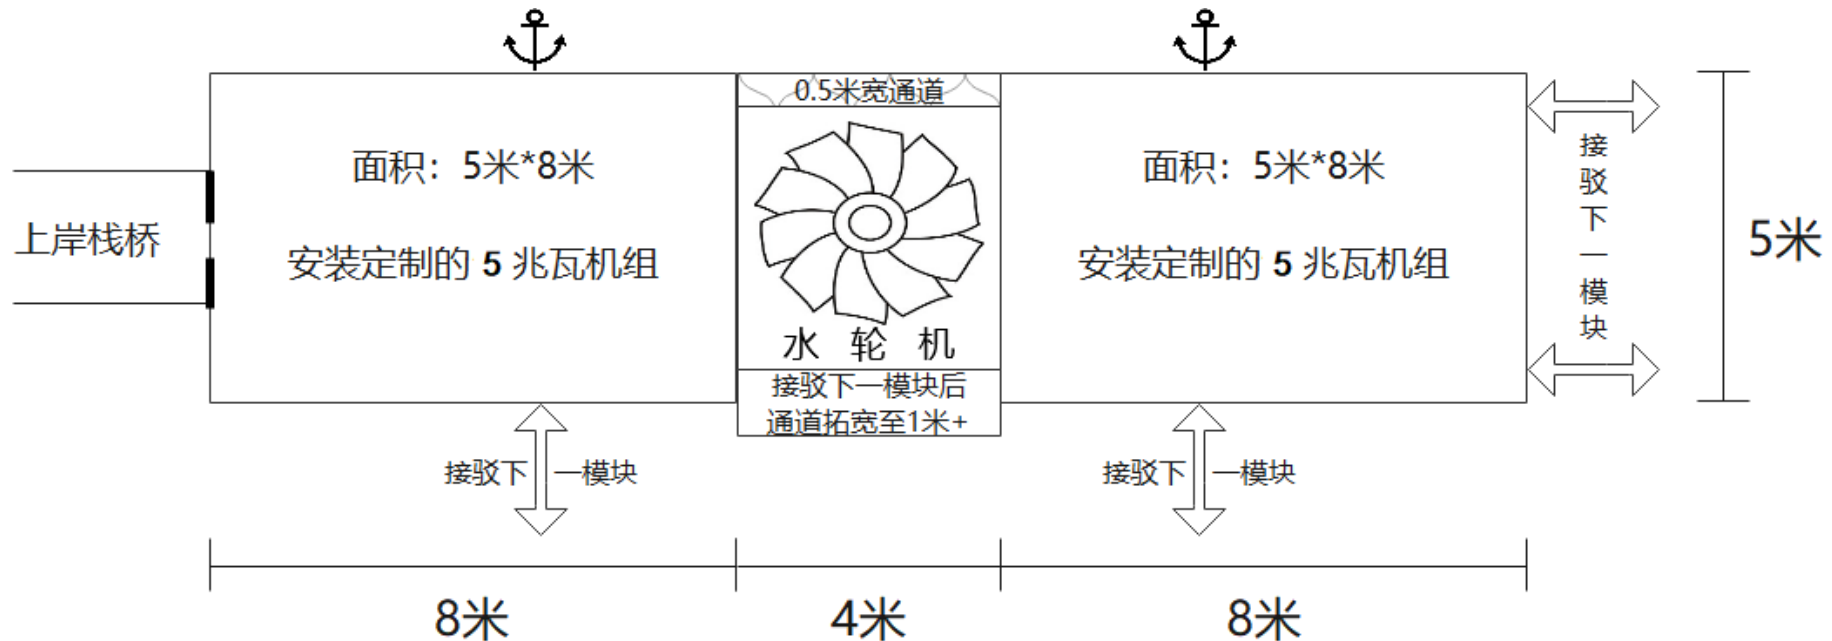 0.5米宽通道
面积：5米*8米
面积：5米*8米
上岸栈桥
安装定制的 5 兆瓦机组
安装定制的 5 兆瓦机组
接驳下一模块
5米
水 轮 机
接驳下一模块后
通道拓宽至1米+
接驳下一模块
接驳下一模块
8米
4米
8米